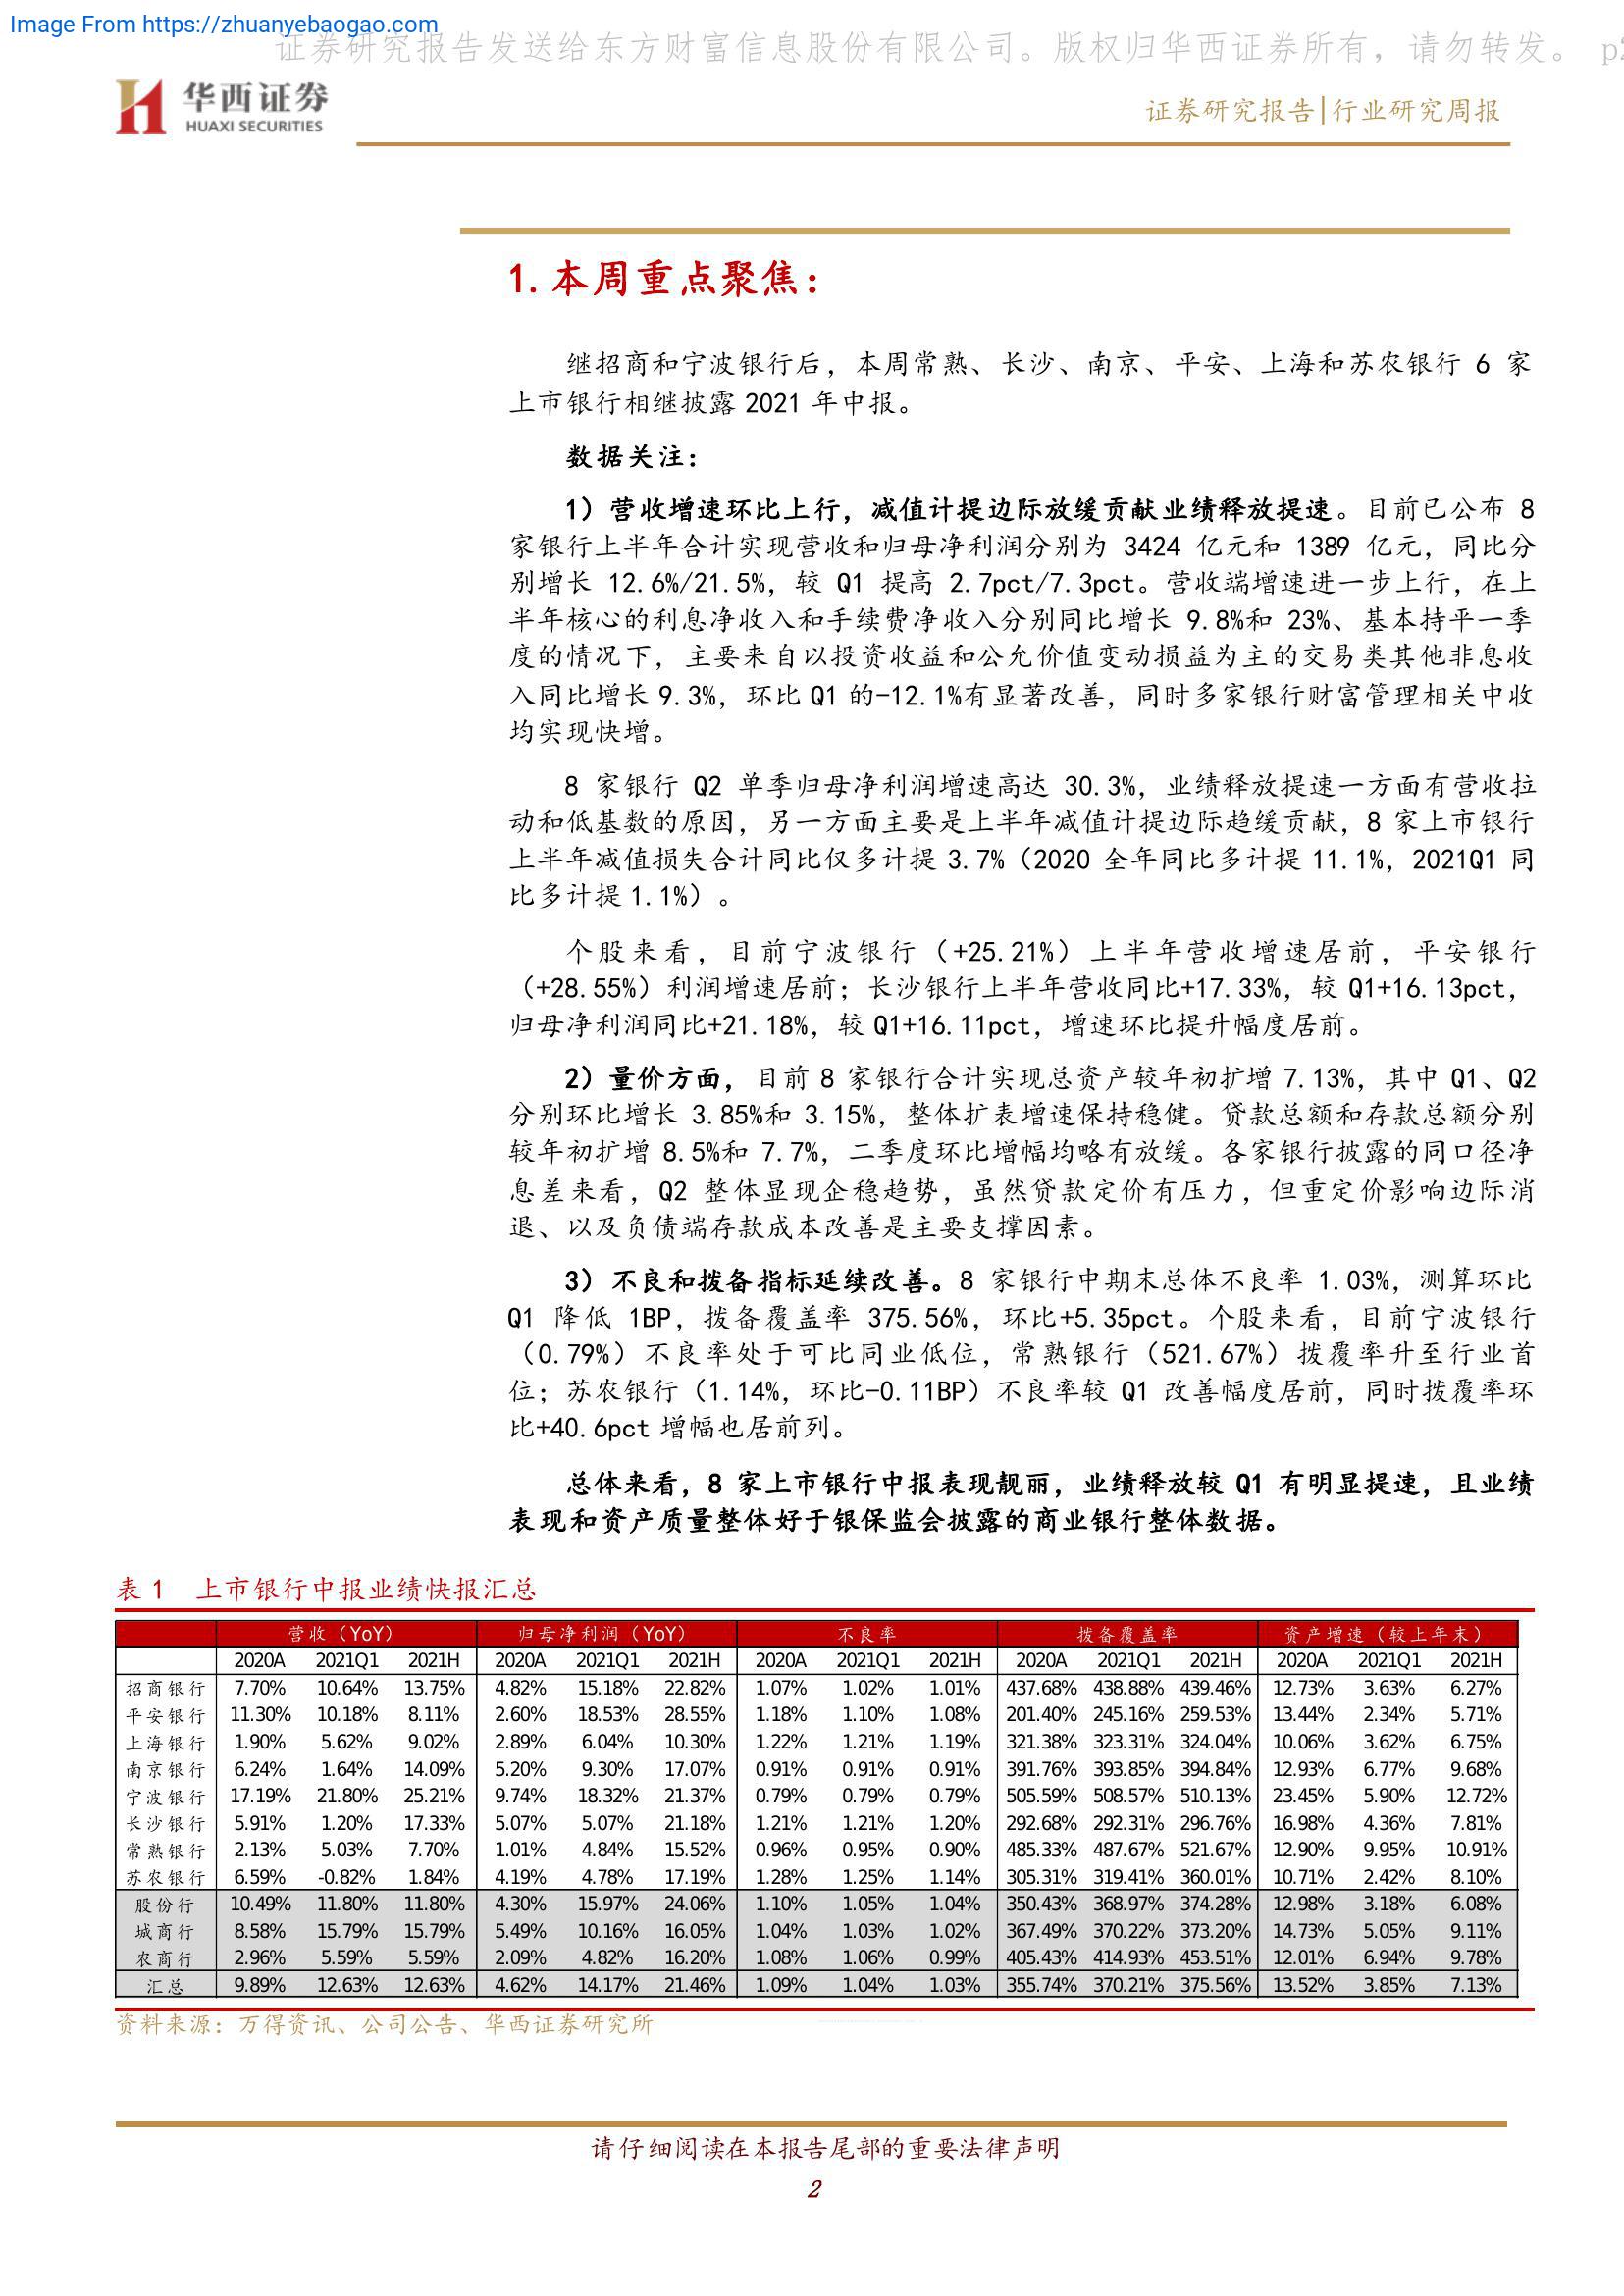 Image From https://zhuanyebaogao.com
证券研究报告发送给东方财富信息股份有限公司。版权归华西证券所有，请勿转发。 p2
华西证券
HUAXI SECURITIES
证券研究报告|行业研究周报
1.本周重点聚焦：
继招商和宁波银行后，本周常熟、长沙、南京、平安、上海和苏农银行 6 家
上市银行相继披露 2021 年中报。
数据关注：
1）营收增速环比上行，减值计提边际放缓贡献业绩释放提速。目前已公布 8
家银行上半年合计实现营收和归母净利润分别为 3424 亿元和 1389 亿元，同比分
别增长 12.6%/21.5%，较 Q1 提高 2.7pct/7.3pct。营收端增速进一步上行，在上
半年核心的利息净收入和手续费净收入分别同比增长 9.8%和 23%、基本持平一季
度的情况下，主要来自以投资收益和公允价值变动损益为主的交易类其他非息收
入同比增长 9.3%，环比 Q1 的-12.1%有显著改善，同时多家银行财富管理相关中收
均实现快增。
8 家银行 Q2 单季归母净利润增速高达 30.3%，业绩释放提速一方面有营收拉
动和低基数的原因，另一方面主要是上半年减值计提边际趋缓贡献，8 家上市银行
上半年减值损失合计同比仅多计提 3.7%（2020 全年同比多计提 11.1%，2021Q1 同
比多计提 1.1%）。
个股来看，目前宁波银行（+25.21%）上半年营收增速居前，平安银行
（+28.55%）利润增速居前；长沙银行上半年营收同比+17.33%，较 Q1+16.13pct，
归母净利润同比+21.18%，较 Q1+16.11pct，增速环比提升幅度居前。
2）量价方面，目前 8 家银行合计实现总资产较年初扩增 7.13%，其中 Q1、Q2
分别环比增长 3.85%和 3.15%，整体扩表增速保持稳健。贷款总额和存款总额分别
较年初扩增 8.5%和 7.7%，二季度环比增幅均略有放缓。各家银行披露的同口径净
息差来看，Q2 整体显现企稳趋势，虽然贷款定价有压力，但重定价影响边际消
退、以及负债端存款成本改善是主要支撑因素。
3）不良和拨备指标延续改善。8 家银行中期末总体不良率 1.03%，测算环比
Q1 降低 1BP，拨备覆盖率 375.56%，环比+5.35pct。个股来看，目前宁波银行
（0.79%）不良率处于可比同业低位，常熟银行（521.67%）拨覆率升至行业首
位；苏农银行（1.14%，环比-0.11BP）不良率较 Q1 改善幅度居前，同时拨覆率环
比+40.6pct 增幅也居前列。
总体来看，8 家上市银行中报表现靓丽，业绩释放较 Q1 有明显提速，且业绩
表现和资产质量整体好于银保监会披露的商业银行整体数据。
表 1 上市银行中报业绩快报汇总
营收（YoY） 归母净利润（YoY） 不良率 拨备覆盖率 资产增速（较上年末）
2020A 2021Q1 2021H 2020A 2021Q1 2021H 2020A 2021Q1 2021H 2020A 2021Q1 2021H 2020A 2021Q1 2021H
招商银行 7.70% 10.64% 13.75% 4.82% 15.18% 22.82% 1.07% 1.02% 1.01% 437.68% 438.88% 439.46% 12.73% 3.63% 6.27%
平安银行 11.30% 10.18% 8.11% 2.60% 18.53% 28.55% 1.18% 1.10% 1.08% 201.40% 245.16% 259.53% 13.44% 2.34% 5.71%
上海银行 1.90% 5.62% 9.02% 2.89% 6.04% 10.30% 1.22% 1.21% 1.19% 321.38% 323.31% 324.04% 10.06% 3.62% 6.75%
南京银行 6.24% 1.64% 14.09% 5.20% 9.30% 17.07% 0.91% 0.91% 0.91% 391.76% 393.85% 394.84% 12.93% 6.77% 9.68%
宁波银行 17.19% 21.80% 25.21% 9.74% 18.32% 21.37% 0.79% 0.79% 0.79% 505.59% 508.57% 510.13% 23.45% 5.90% 12.72%
长沙银行 5.91% 1.20% 17.33% 5.07% 5.07% 21.18% 1.21% 1.21% 1.20% 292.68% 292.31% 296.76% 16.98% 4.36% 7.81%
常熟银行 2.13% 5.03% 7.70% 1.01% 4.84% 15.52% 0.96% 0.95% 0.90% 485.33% 487.67% 521.67% 12.90% 9.95% 10.91%
苏农银行 6.59% -0.82% 1.84% 4.19% 4.78% 17.19% 1.28% 1.25% 1.14% 305.31% 319.41% 360.01% 10.71% 2.42% 8.10%
股份行 10.49% 11.80% 11.80% 4.30% 15.97% 24.06% 1.10% 1.05% 1.04% 350.43% 368.97% 374.28% 12.98% 3.18% 6.08%
城商行 8.58% 15.79% 15.79% 5.49% 10.16% 16.05% 1.04% 1.03% 1.02% 367.49% 370.22% 373.20% 14.73% 5.05% 9.11%
农商行 2.96% 5.59% 5.59% 2.09% 4.82% 16.20% 1.08% 1.06% 0.99% 405.43% 414.93% 453.51% 12.01% 6.94% 9.78%
汇总 9.89% 12.63% 12.63% 4.62% 14.17% 21.46% 1.09% 1.04% 1.03% 355.74% 370.21% 375.56% 13.52% 3.85% 7.13%
资料来源：万得资讯、公司公告、华西证券研究所
请仔细阅读在本报告尾部的重要法律声明
2